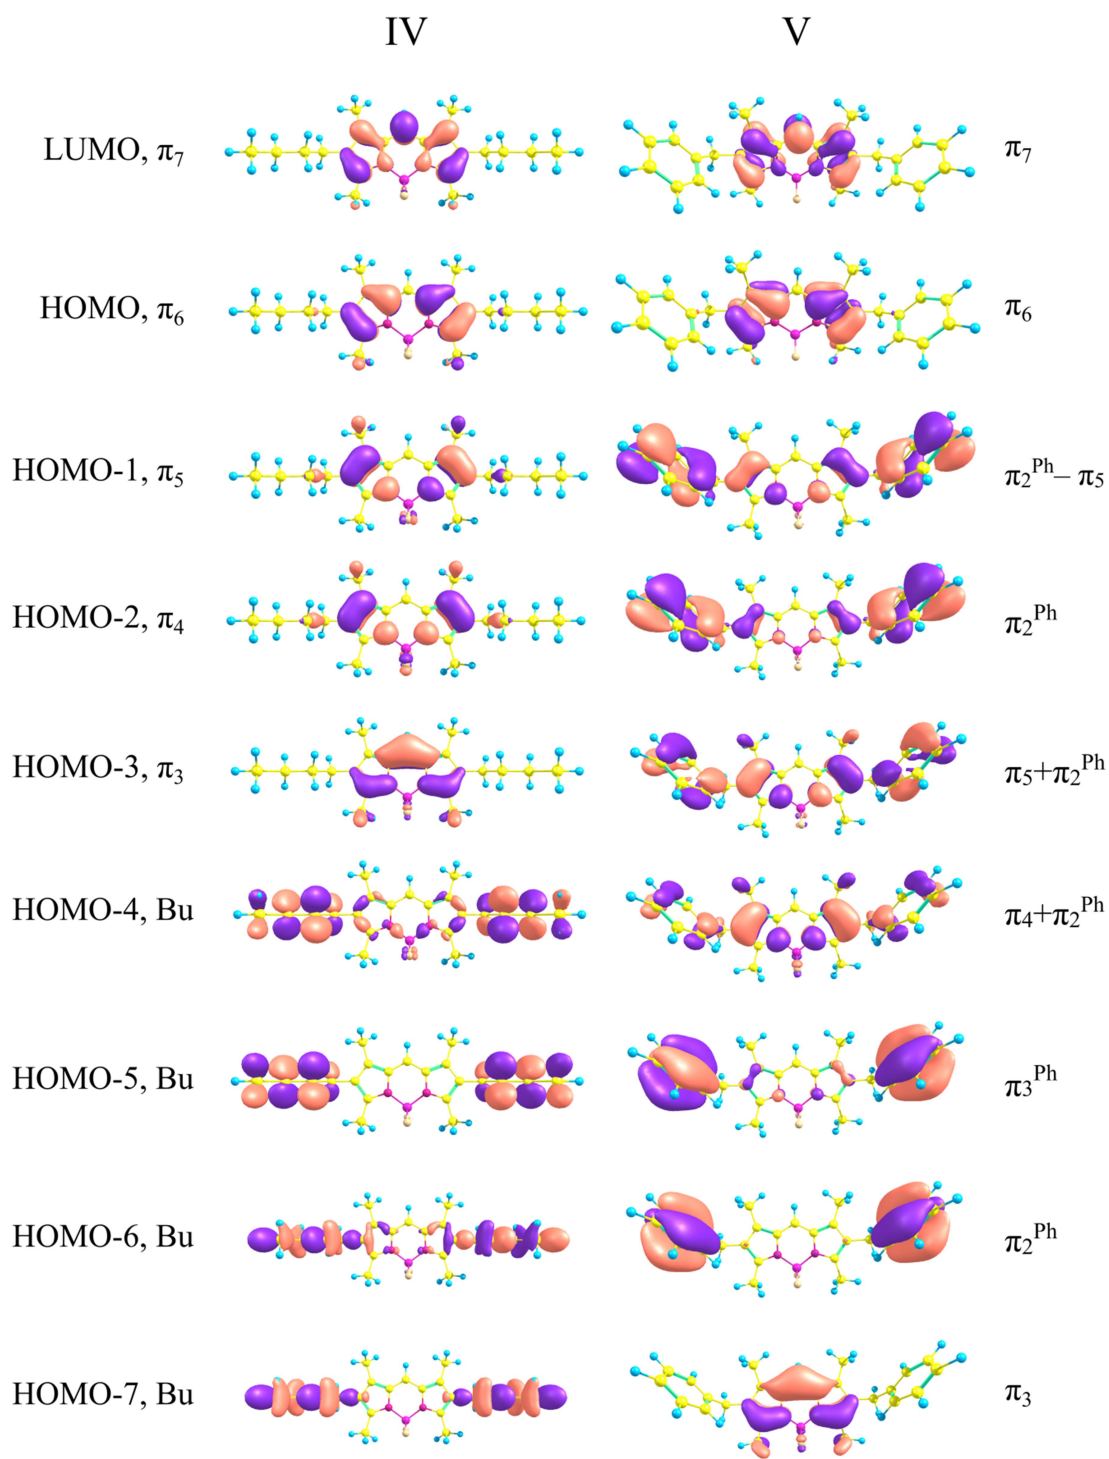 IV V
LUMO, π₇ π₇
HOMO, π₆ π₆
HOMO-1, π₅ π₂ᴾʰ– π₅
HOMO-2, π₄ π₂ᴾʰ
HOMO-3, π₃ π₅+π₂ᴾʰ
HOMO-4, Bu π₄+π₂ᴾʰ
HOMO-5, Bu π3ᴾʰ
HOMO-6, Bu π₂ᴾʰ
HOMO-7, Bu π₃